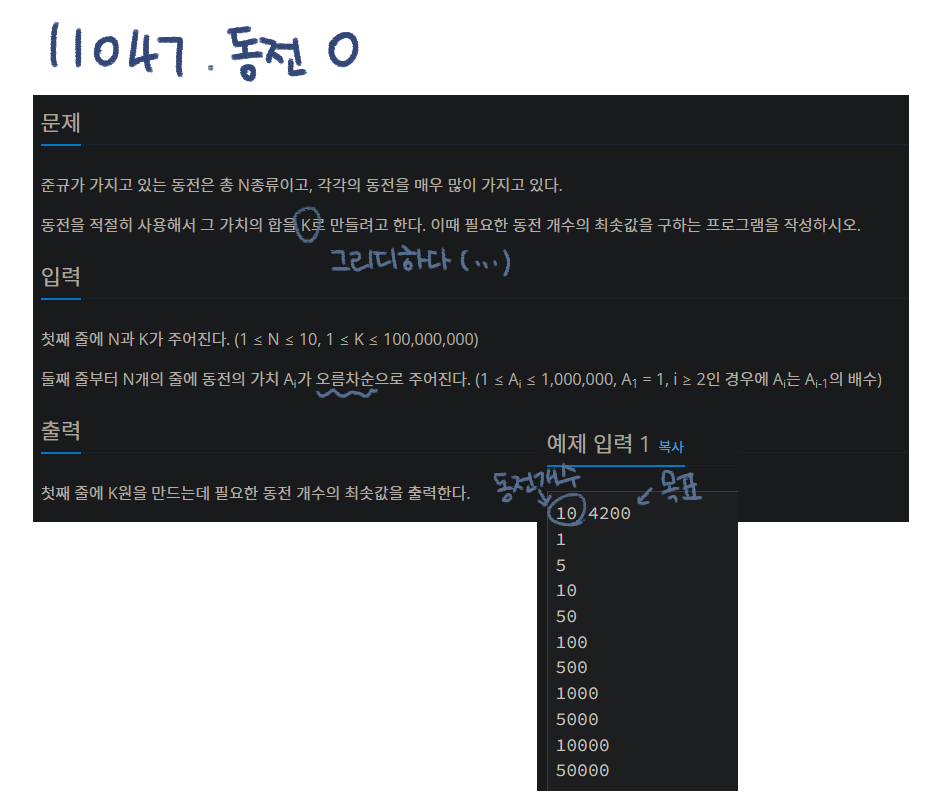 11047. 동전 0
문제
준규가 가지고 있는 동전은 총 N종류이고, 각각의 동전을 매우 많이 가지고 있다.
동전을 적절히 사용해서 그 가치의 합을 K로 만들려고 한다. 이때 필요한 동전 개수의 최솟값을 구하는 프로그램을 작성하시오.
그리디하다 (...)
입력
첫째 줄에 N과 K가 주어진다. (1 ≤ N ≤ 10, 1 ≤ K ≤ 100,000,000)
둘째 줄부터 N개의 줄에 동전의 가치 Ai가 오름차순으로 주어진다. (1 ≤ Ai ≤ 1,000,000, A1 = 1, i ≥ 2인 경우에 Ai는 Ai-1의 배수)
출력
첫째 줄에 K원을 만드는데 필요한 동전 개수의 최솟값을 출력한다.
예제 입력 1 복사
동전개수 목표
10 4200
1
5
10
50
100
500
1000
5000
10000
50000